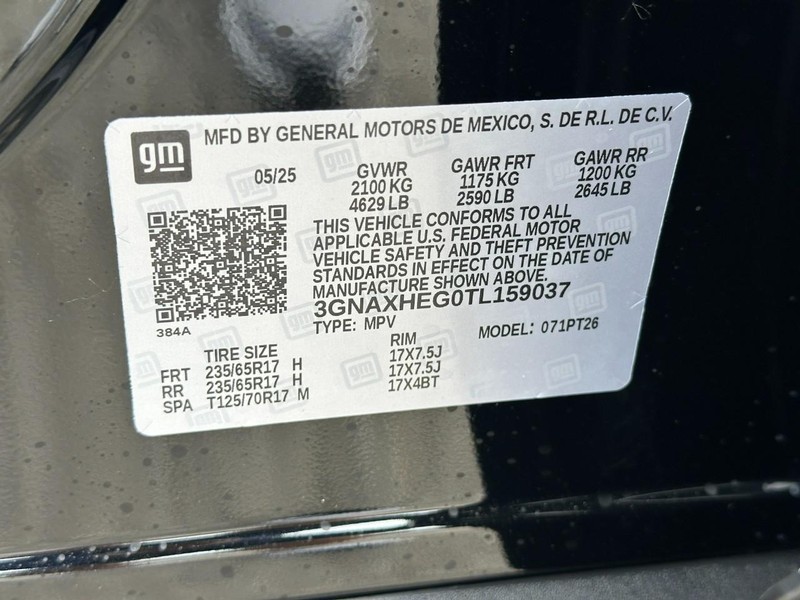 gm MFD BY GENERAL MOTORS DE MEXICO, S. DE R.L. DE C.V.
05/25 GVWR GAWR FRT GAWR RR
2100 KG 1175 KG 1200 KG
4629 LB 2590 LB 2645 LB
THIS VEHICLE CONFORMS TO ALL
APPLICABLE U.S. FEDERAL MOTOR
VEHICLE SAFETY AND THEFT PREVENTION
STANDARDS IN EFFECT ON THE DATE OF
MANUFACTURE SHOWN ABOVE.
3GNAXHEG0TL159037
384A TYPE: MPV MODEL: 071PT26
TIRE SIZE RIM
FRT 235/65R17 H 17X7.5J
RR 235/65R17 H 17X7.5J
SPA T125/70R17 M 17X4BT